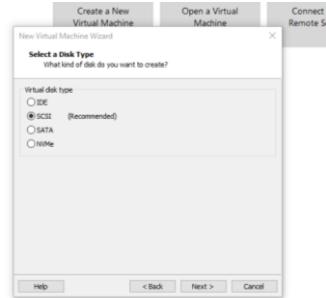 Create a New
Virtual Machine
Open a Virtual
Machine
Connect
Remote S
New Virtual Machine Wizard
Select a Disk Type
What kind of disk do you want to create?
Virtual disk type
IDE
SCSI (Recommended)
SATA
NVMe
Help
< Back
Next >
Cancel